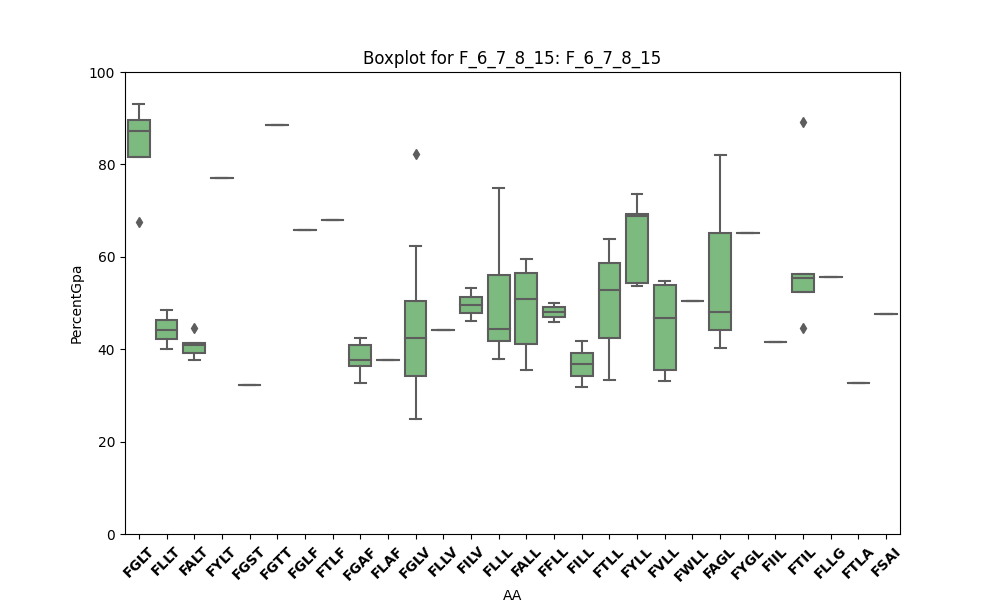 Boxplot for F_6_7_8_15: F_6_7_8_15
100
80
60
40
20
0
PercentGpa
FGLT FLLT FALT FYLT FGST FGTT FGLF FTLF FGAF FLAF FGLV FLLV FILV FLLL FALL FFLL FILL FTLL FYLL FVLL FWLL FAGL FYGL FIIL FTIL FLLG FTLA FSAI
AA